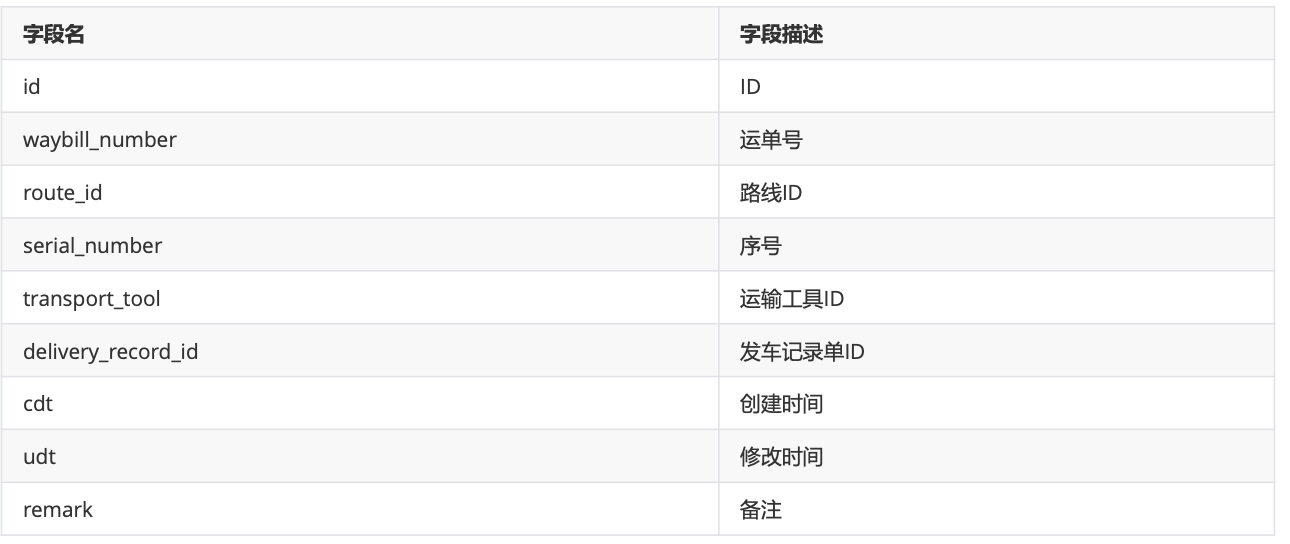 字段名 字段描述
id ID
waybill_number 运单号
route_id 路线ID
serial_number 序号
transport_tool 运输工具ID
delivery_record_id 发车记录单ID
cdt 创建时间
udt 修改时间
remark 备注